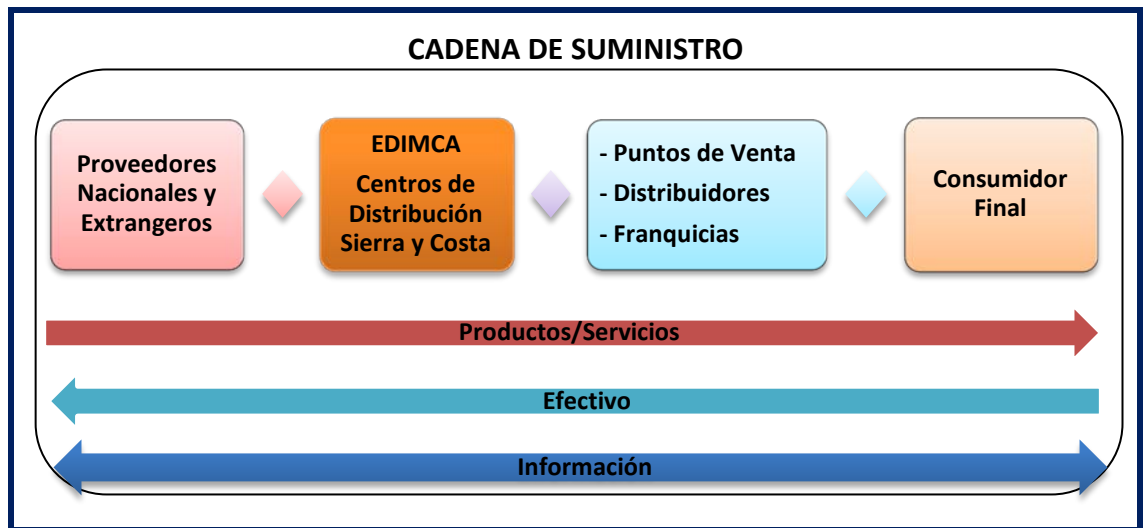 CADENA DE SUMINISTRO
Proveedores
Nacionales y
Extrangeros
EDIMCA
Centros de
Distribución
Sierra y Costa
- Puntos de Venta
- Distribuidores
- Franquicias
Consumidor
Final
Productos/Servicios
Efectivo
Información